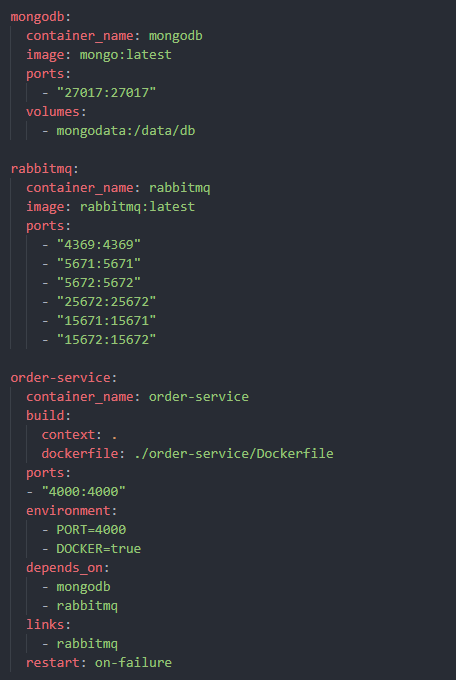 mongodb:
  container_name: mongodb
  image: mongo:latest
  ports:
    - "27017:27017"
  volumes:
    - mongodata:/data/db

rabbitmq:
  container_name: rabbitmq
  image: rabbitmq:latest
  ports:
    - "4369:4369"
    - "5671:5671"
    - "5672:5672"
    - "25672:25672"
    - "15671:15671"
    - "15672:15672"

order-service:
  container_name: order-service
  build:
    context: .
    dockerfile: ./order-service/Dockerfile
  ports:
  - "4000:4000"
  environment:
    - PORT=4000
    - DOCKER=true
  depends_on:
    - mongodb
    - rabbitmq
  links:
    - rabbitmq
  restart: on-failure